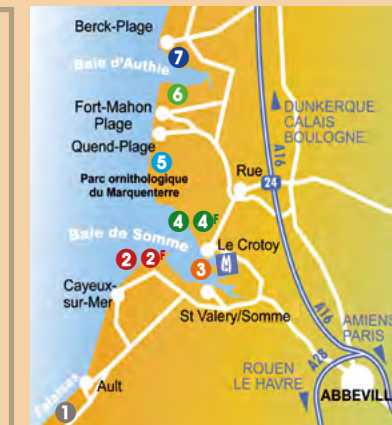 Berck-Plage
7
Baie d'Authie
6
Fort-Mahon
Plage
DUNKERQUE
CALAIS
BOULOGNE
A16
Quend-Plage
5
Parc ornithologique
du Marquenterre
Rue
24
4
4F
Baie de Somme
Le Crotoy
2
2F
3
Cayeux-
sur-Mer
St Valery/Somme
A16
AMIENS
PARIS
A28
ROUEN
LE HAVRE
Ault
ABBEVILL
Falaises
1